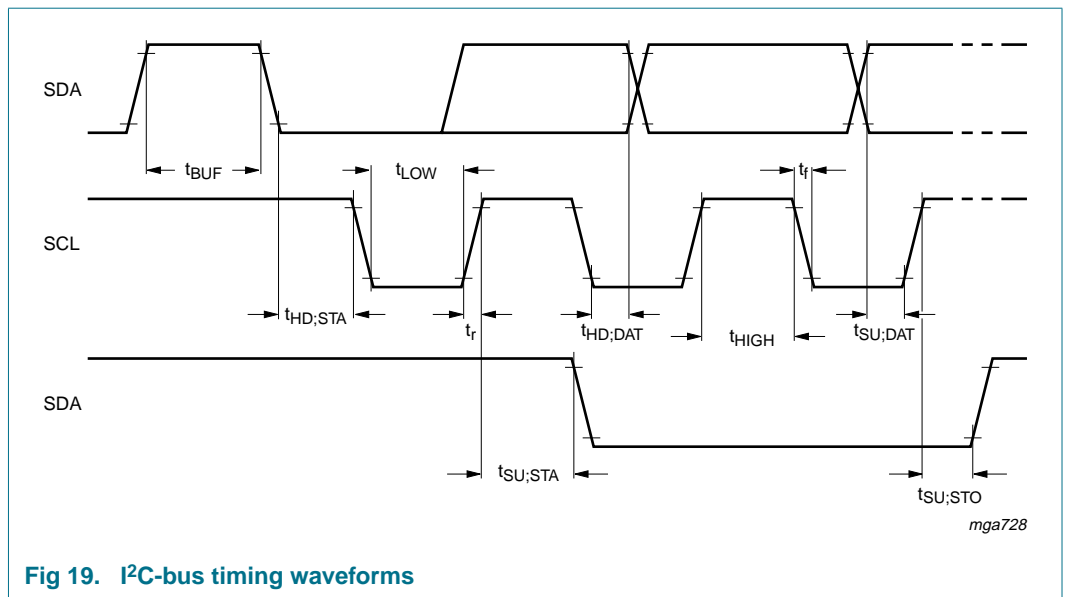 SDA
tBUF
tLOW
tf
SCL
tHD;STA
tr
tHD;DAT
tHIGH
tSU;DAT
SDA
tSU;STA
tSU;STO
mga728
Fig 19. I²C-bus timing waveforms